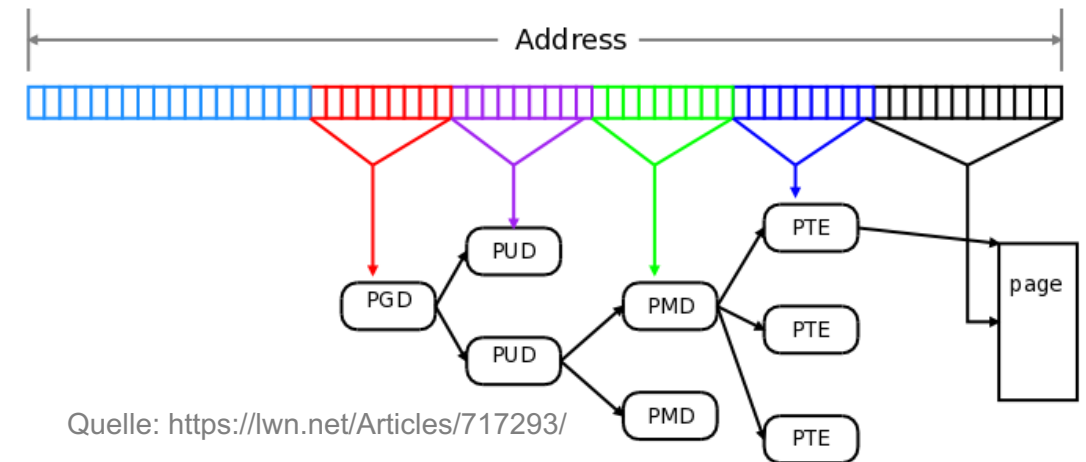 Address
PUD
PTE
PGD
PMD
page
PUD
PTE
PMD
PTE
Quelle: https://lwn.net/Articles/717293/